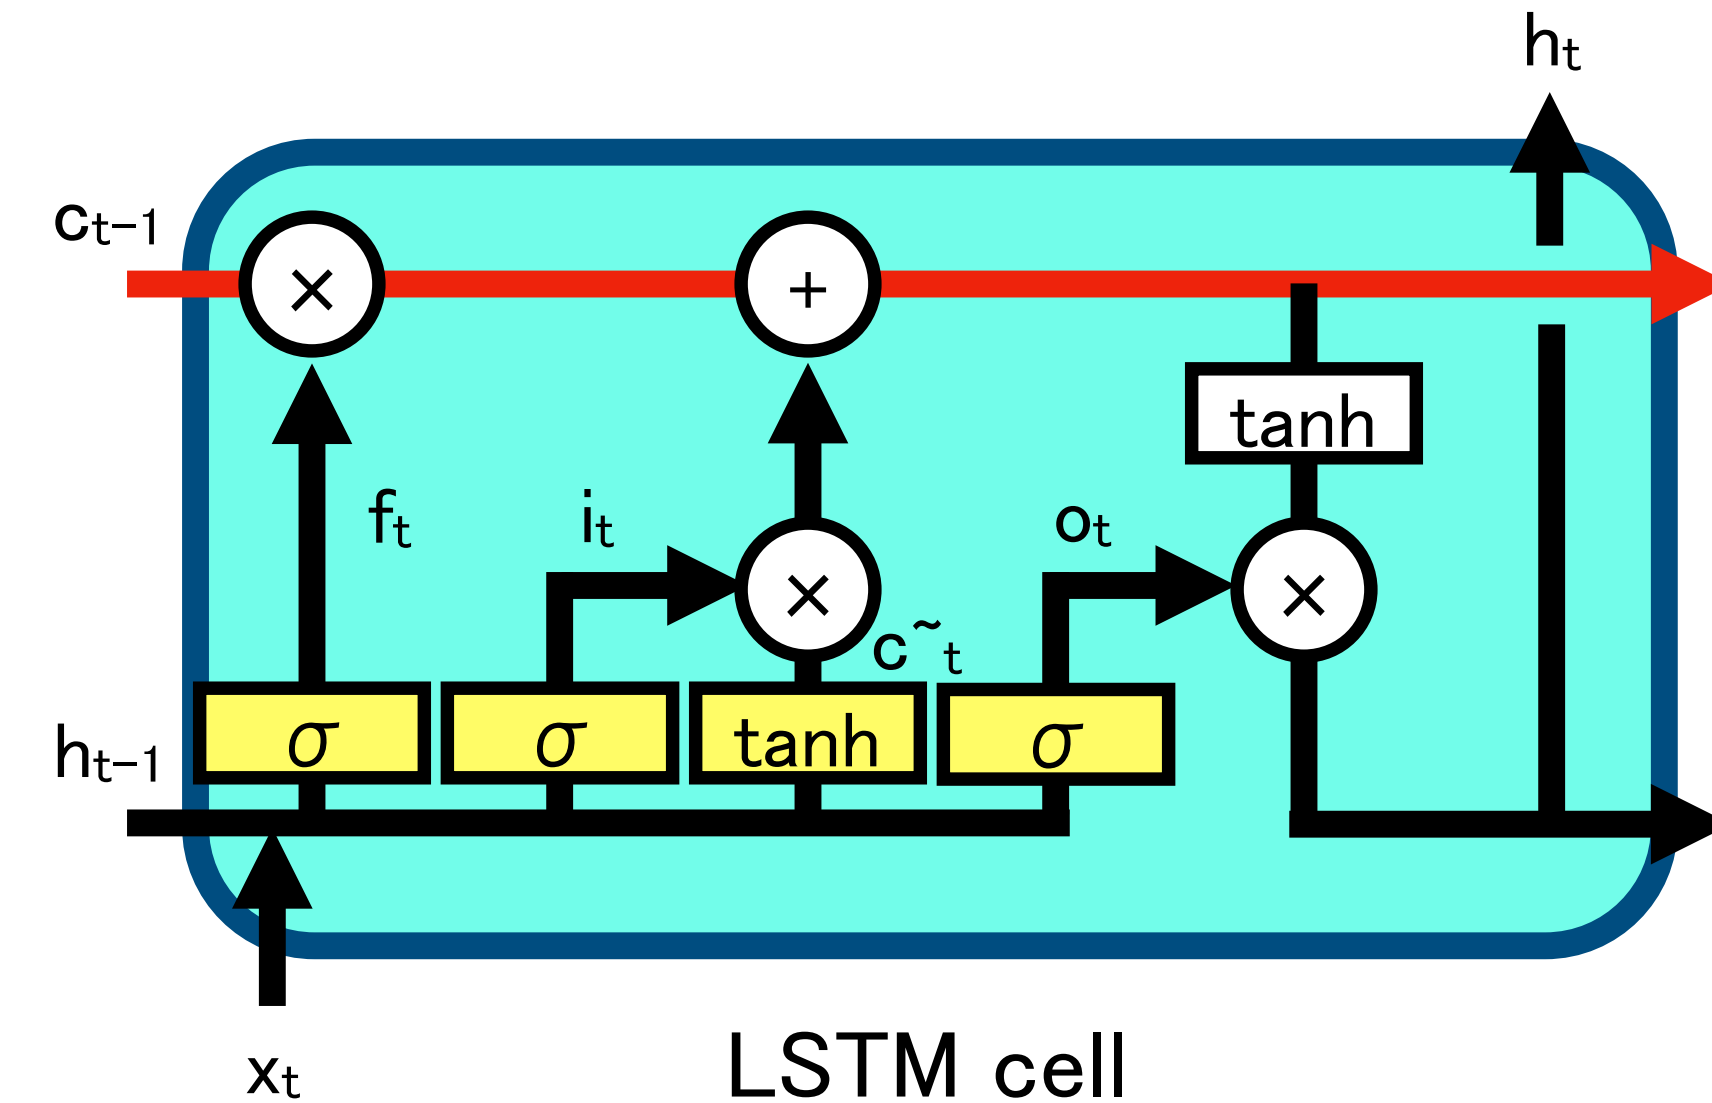 hₜ
cₜ₋₁
×
+
tanh
fₜ
iₜ
oₜ
×
×
c~ₜ
hₜ₋₁
σ
σ
tanh
σ
xₜ
LSTM cell